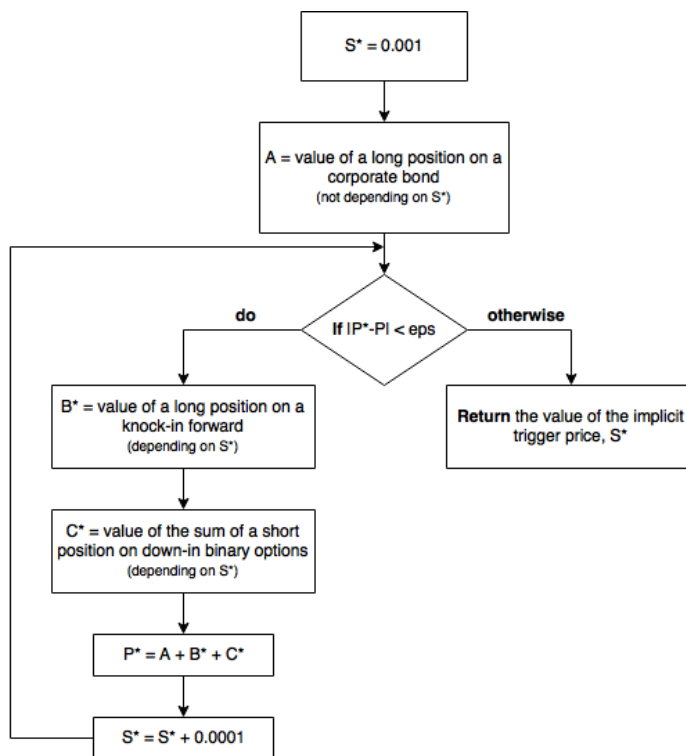 S* = 0.001
A = value of a long position on a
corporate bond
(not depending on S*)
do
If |P*-P| < eps
otherwise
B* = value of a long position on a
knock-in forward
(depending on S*)
Return the value of the implicit
trigger price, S*
C* = value of the sum of a short
position on down-in binary options
(depending on S*)
P* = A + B* + C*
S* = S* + 0.0001